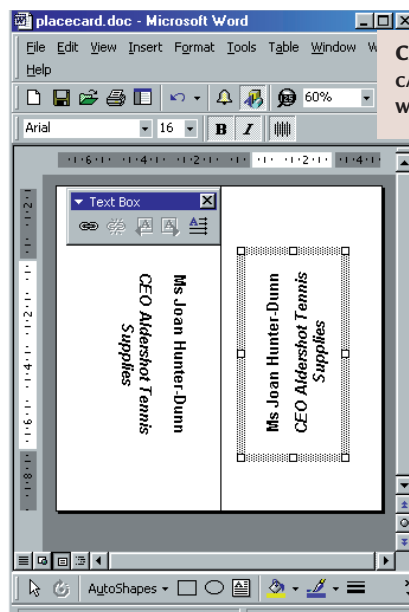 placecard.doc - Microsoft Word
File Edit View Insert Format Tools Table Window W
Help
60%
Arial 16 B I
C
CA
W
Text Box
Ms Joan Hunter-Dunn
CEO Aldershot Tennis
Supplies
Ms Joan Hunter-Dunn
CEO Aldershot Tennis
Supplies
AutoShapes